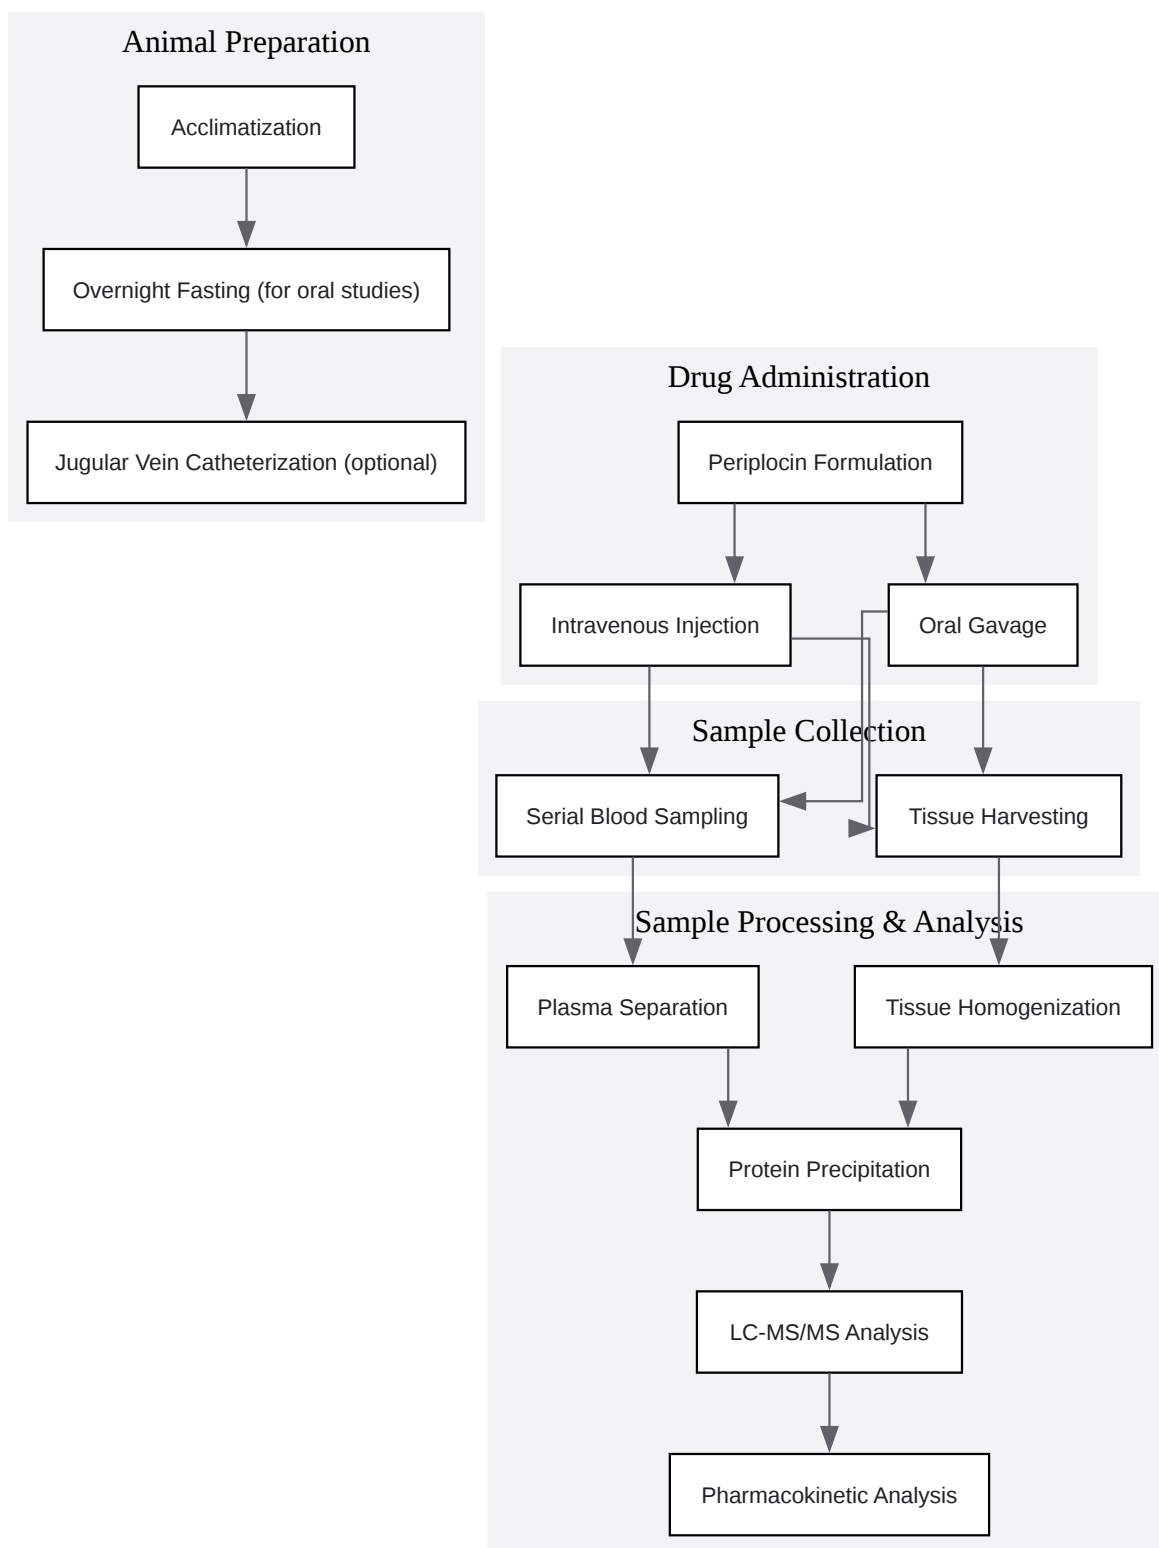 Animal Preparation
Acclimatization
Overnight Fasting (for oral studies)
Jugular Vein Catheterization (optional)
Drug Administration
Periplocin Formulation
Intravenous Injection
Oral Gavage
Sample Collection
Serial Blood Sampling
Tissue Harvesting
Sample Processing & Analysis
Plasma Separation
Tissue Homogenization
Protein Precipitation
LC-MS/MS Analysis
Pharmacokinetic Analysis